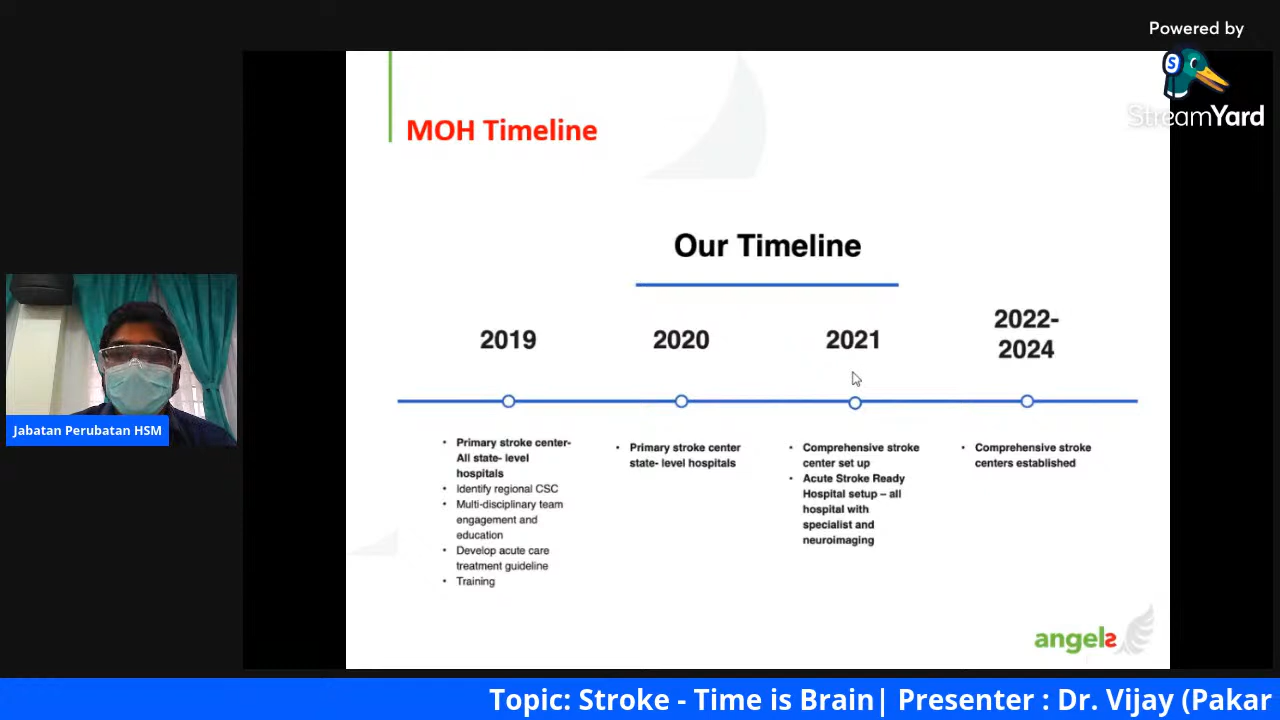 Powered by
StreamYard
MOH Timeline
Our Timeline
2019
2020
2021
2022-
2024
• Primary stroke center-
All state- level
hospitals
• Identify regional CSC
• Multi-disciplinary team
engagement and
education
• Develop acute care
treatment guideline
• Training
• Primary stroke center
state- level hospitals
• Comprehensive stroke
center set up
• Acute Stroke Ready
Hospital setup – all
hospital with
specialist and
neuroimaging
• Comprehensive stroke
centers established
angels
Jabatan Perubatan HSM
Topic: Stroke - Time is Brain| Presenter : Dr. Vijay (Pakar